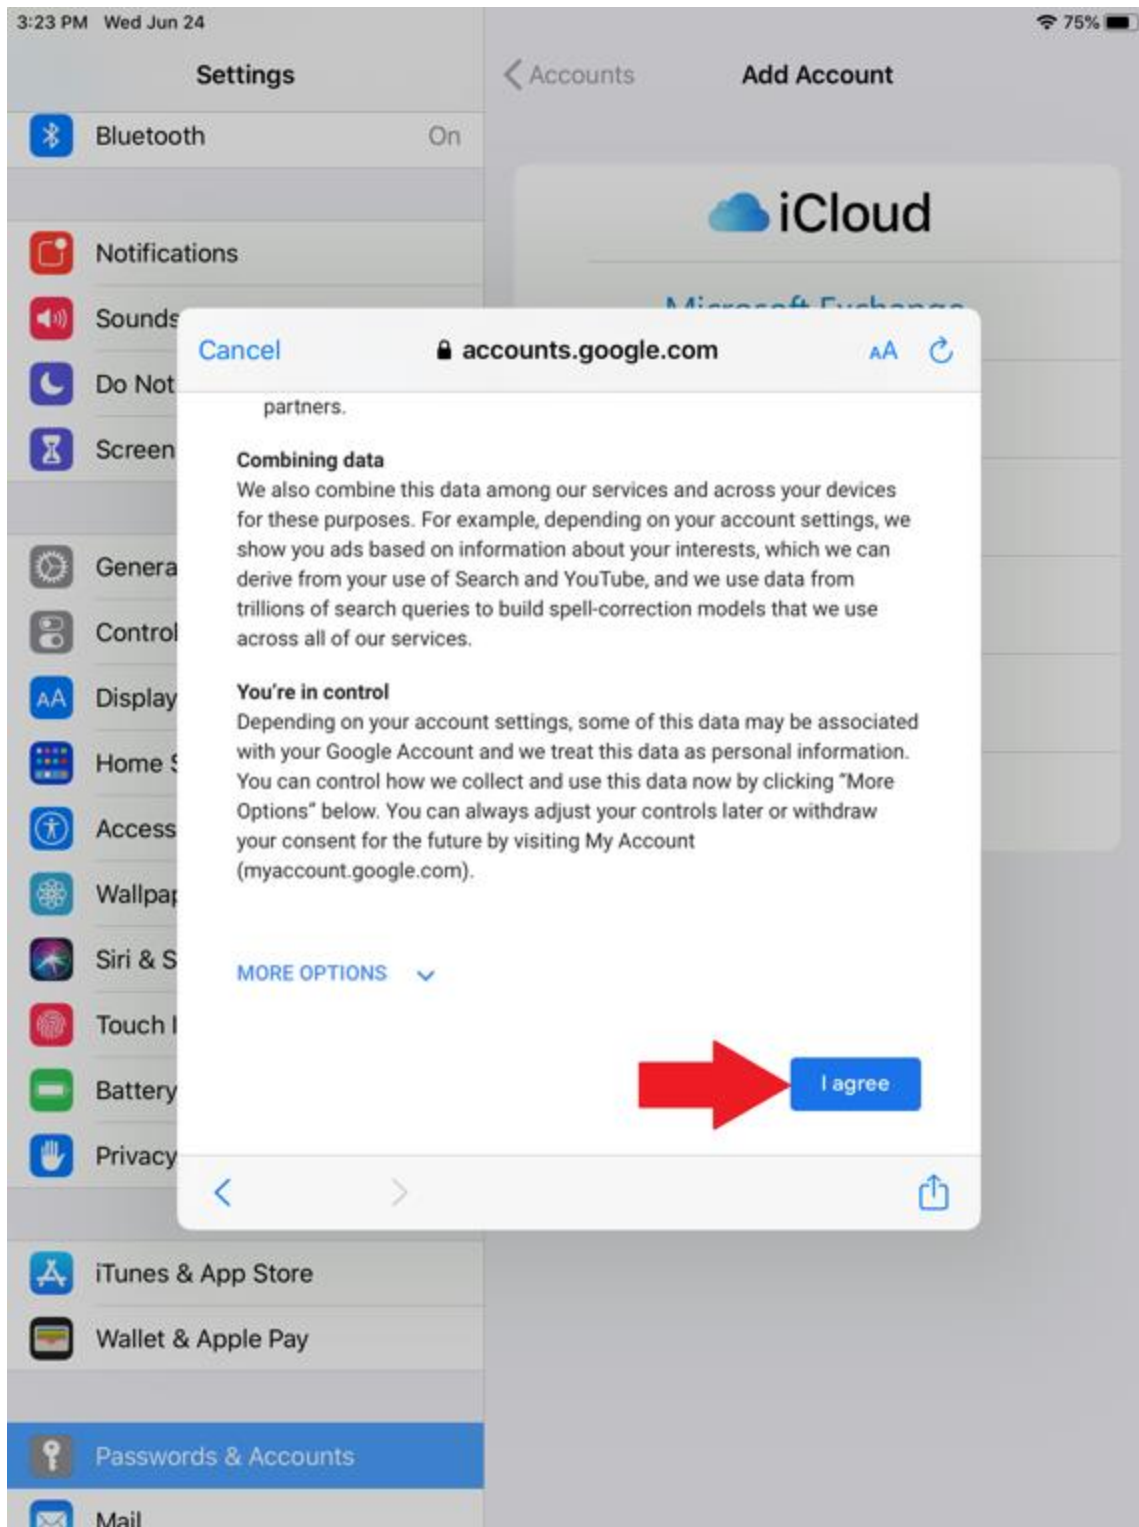 3:23 PM Wed Jun 24
75%
Settings
Bluetooth On
Notifications
Sounds
Do Not
Screen
Genera
Control
Display
Home S
Access
Wallpap
Siri & S
Touch I
Battery
Privacy
iTunes & App Store
Wallet & Apple Pay
Passwords & Accounts
Mail
Accounts
Add Account
iCloud
Microsoft Exchange
Cancel
accounts.google.com
AA
partners.
Combining data
We also combine this data among our services and across your devices
for these purposes. For example, depending on your account settings, we
show you ads based on information about your interests, which we can
derive from your use of Search and YouTube, and we use data from
trillions of search queries to build spell-correction models that we use
across all of our services.
You're in control
Depending on your account settings, some of this data may be associated
with your Google Account and we treat this data as personal information.
You can control how we collect and use this data now by clicking “More
Options” below. You can always adjust your controls later or withdraw
your consent for the future by visiting My Account
(myaccount.google.com).
MORE OPTIONS
I agree